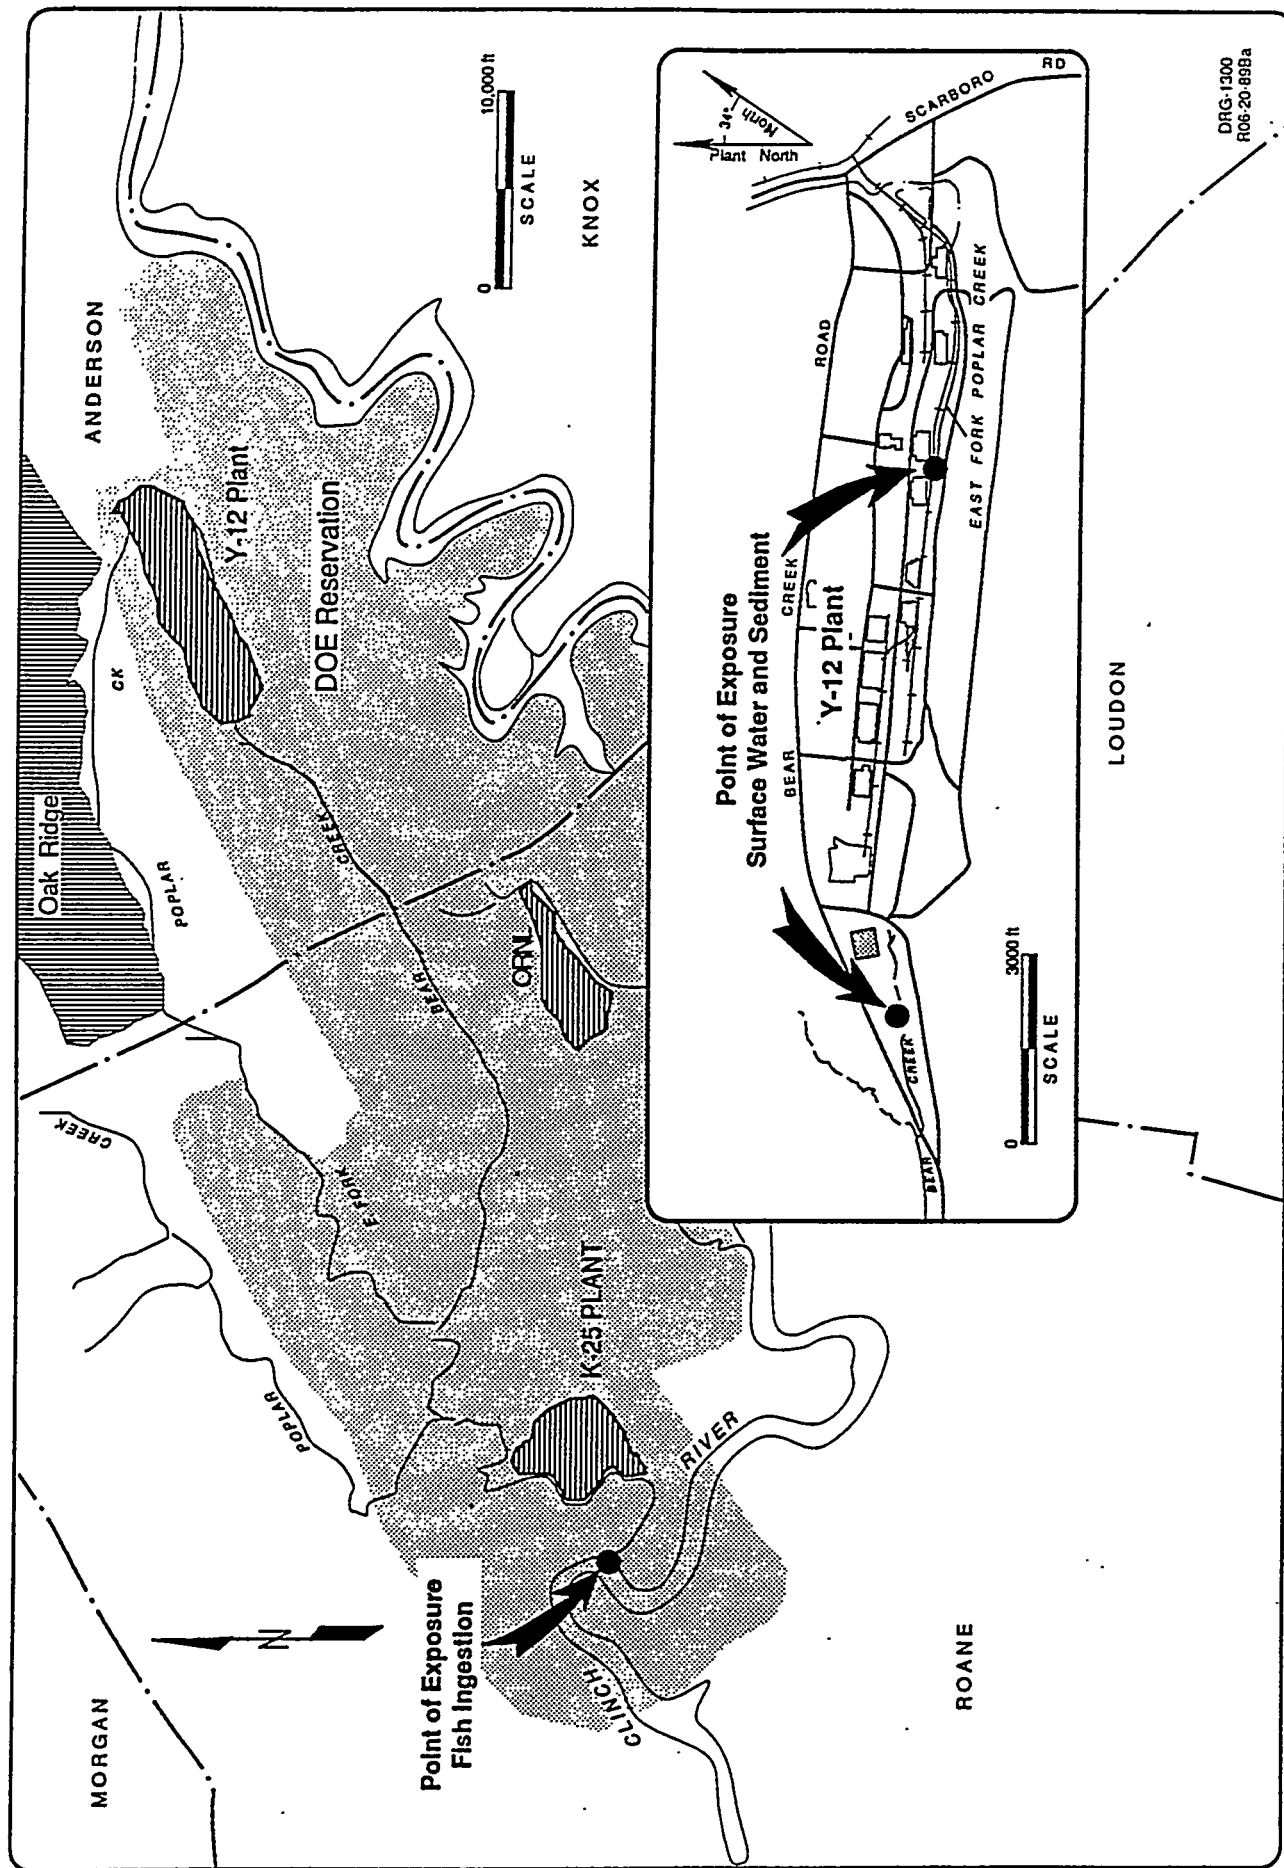 MORGAN
ANDERSON
Oak Ridge
CREEK
POPLAR
CK
POPLAR
E FORK
BEAR
CREEK
Y-12 Plant
DOE Reservation
ORNL
K-25 PLANT
N
Point of Exposure
Fish Ingestion
CLINCH
RIVER
0
10,000 ft
SCALE
KNOX
ROANE
LOUDON
Point of Exposure
Surface Water and Sediment
Y-12 Plant
BEAR
CREEK
ROAD
SCARBORO
RD
Plant North
34°
North
EAST FORK POPLAR CREEK
BEAR
CREEK
0
3000 ft
SCALE
DRG-1300
R06-20-89Ba